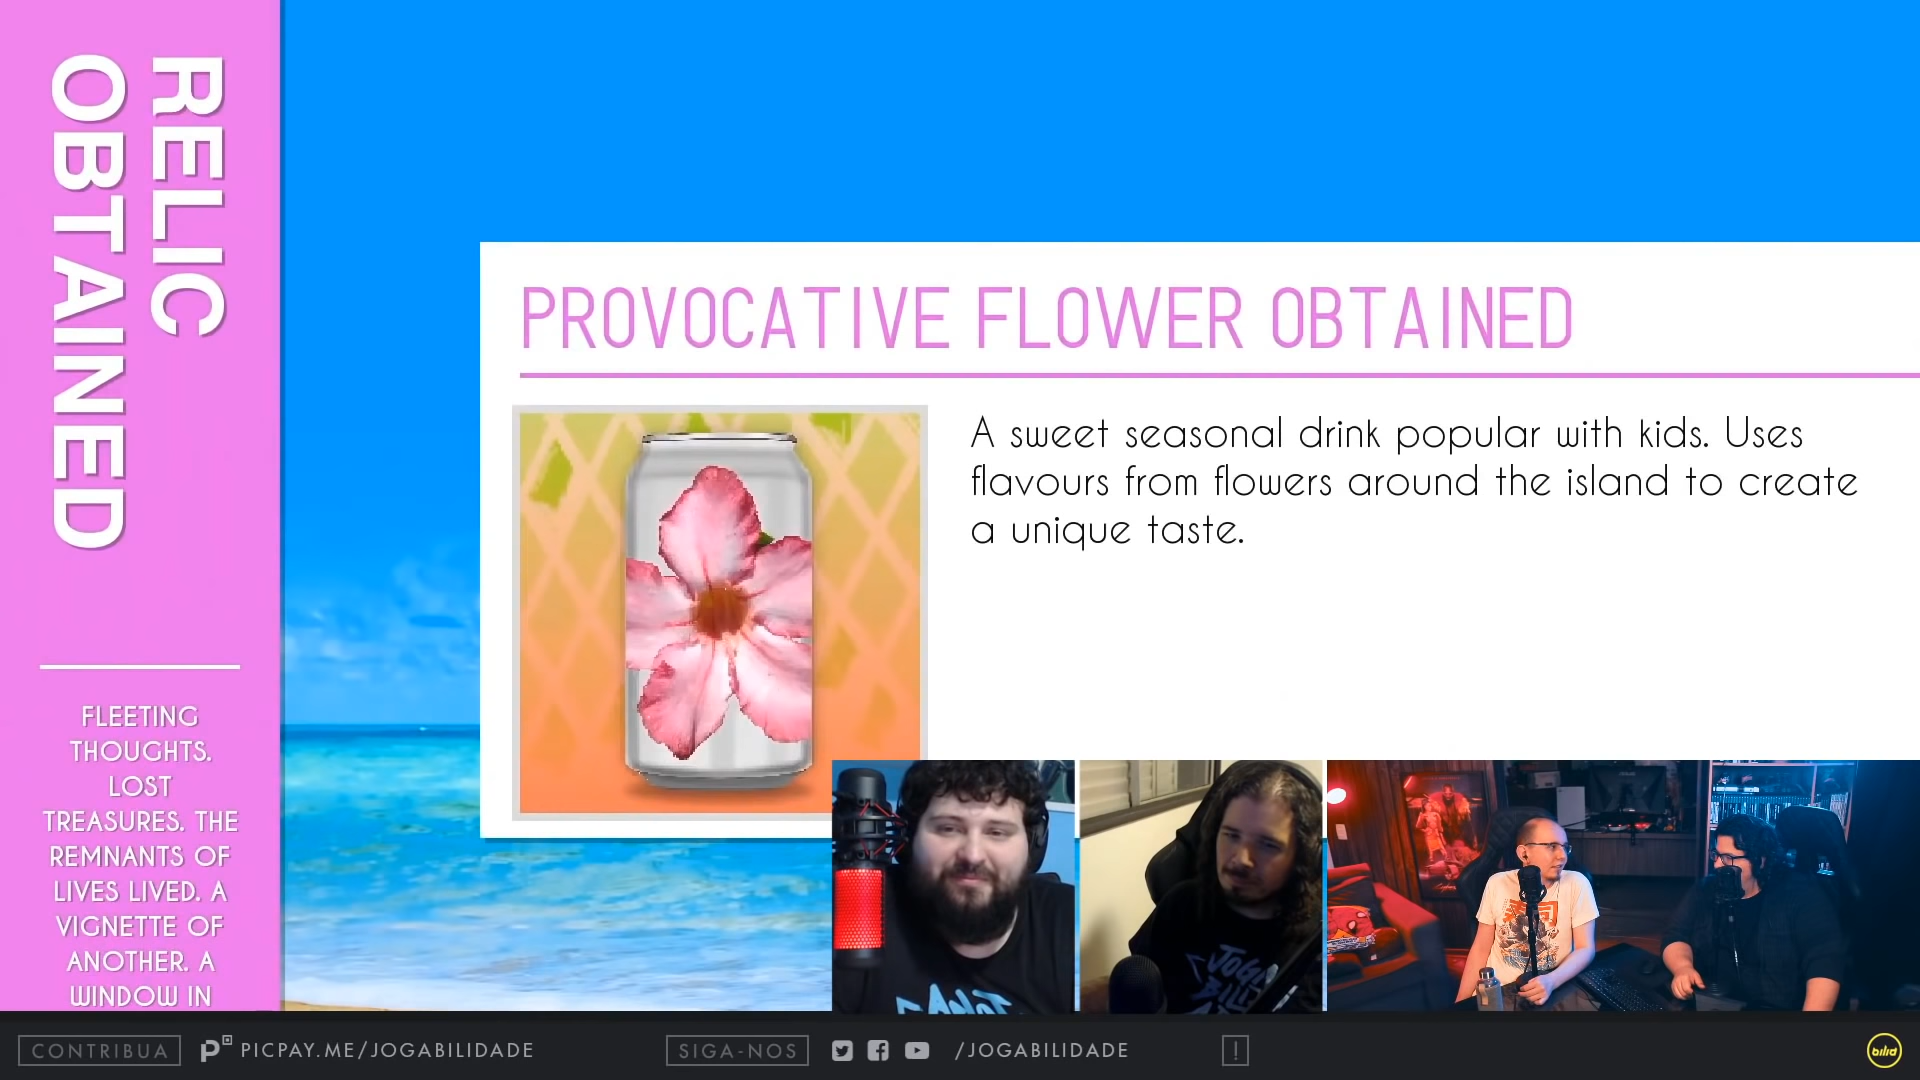 RELIC
OBTAINED
FLEETING
THOUGHTS.
LOST
TREASURES. THE
REMNANTS OF
LIVES LIVED. A
VIGNETTE OF
ANOTHER. A
WINDOW IN
PROVOCATIVE FLOWER OBTAINED
A sweet seasonal drink popular with kids. Uses
flavours from flowers around the island to create
a unique taste.
JOGA
BILI
CONTRIBUA
PICPAY.ME/JOGABILIDADE
SIGA-NOS
/JOGABILIDADE
!